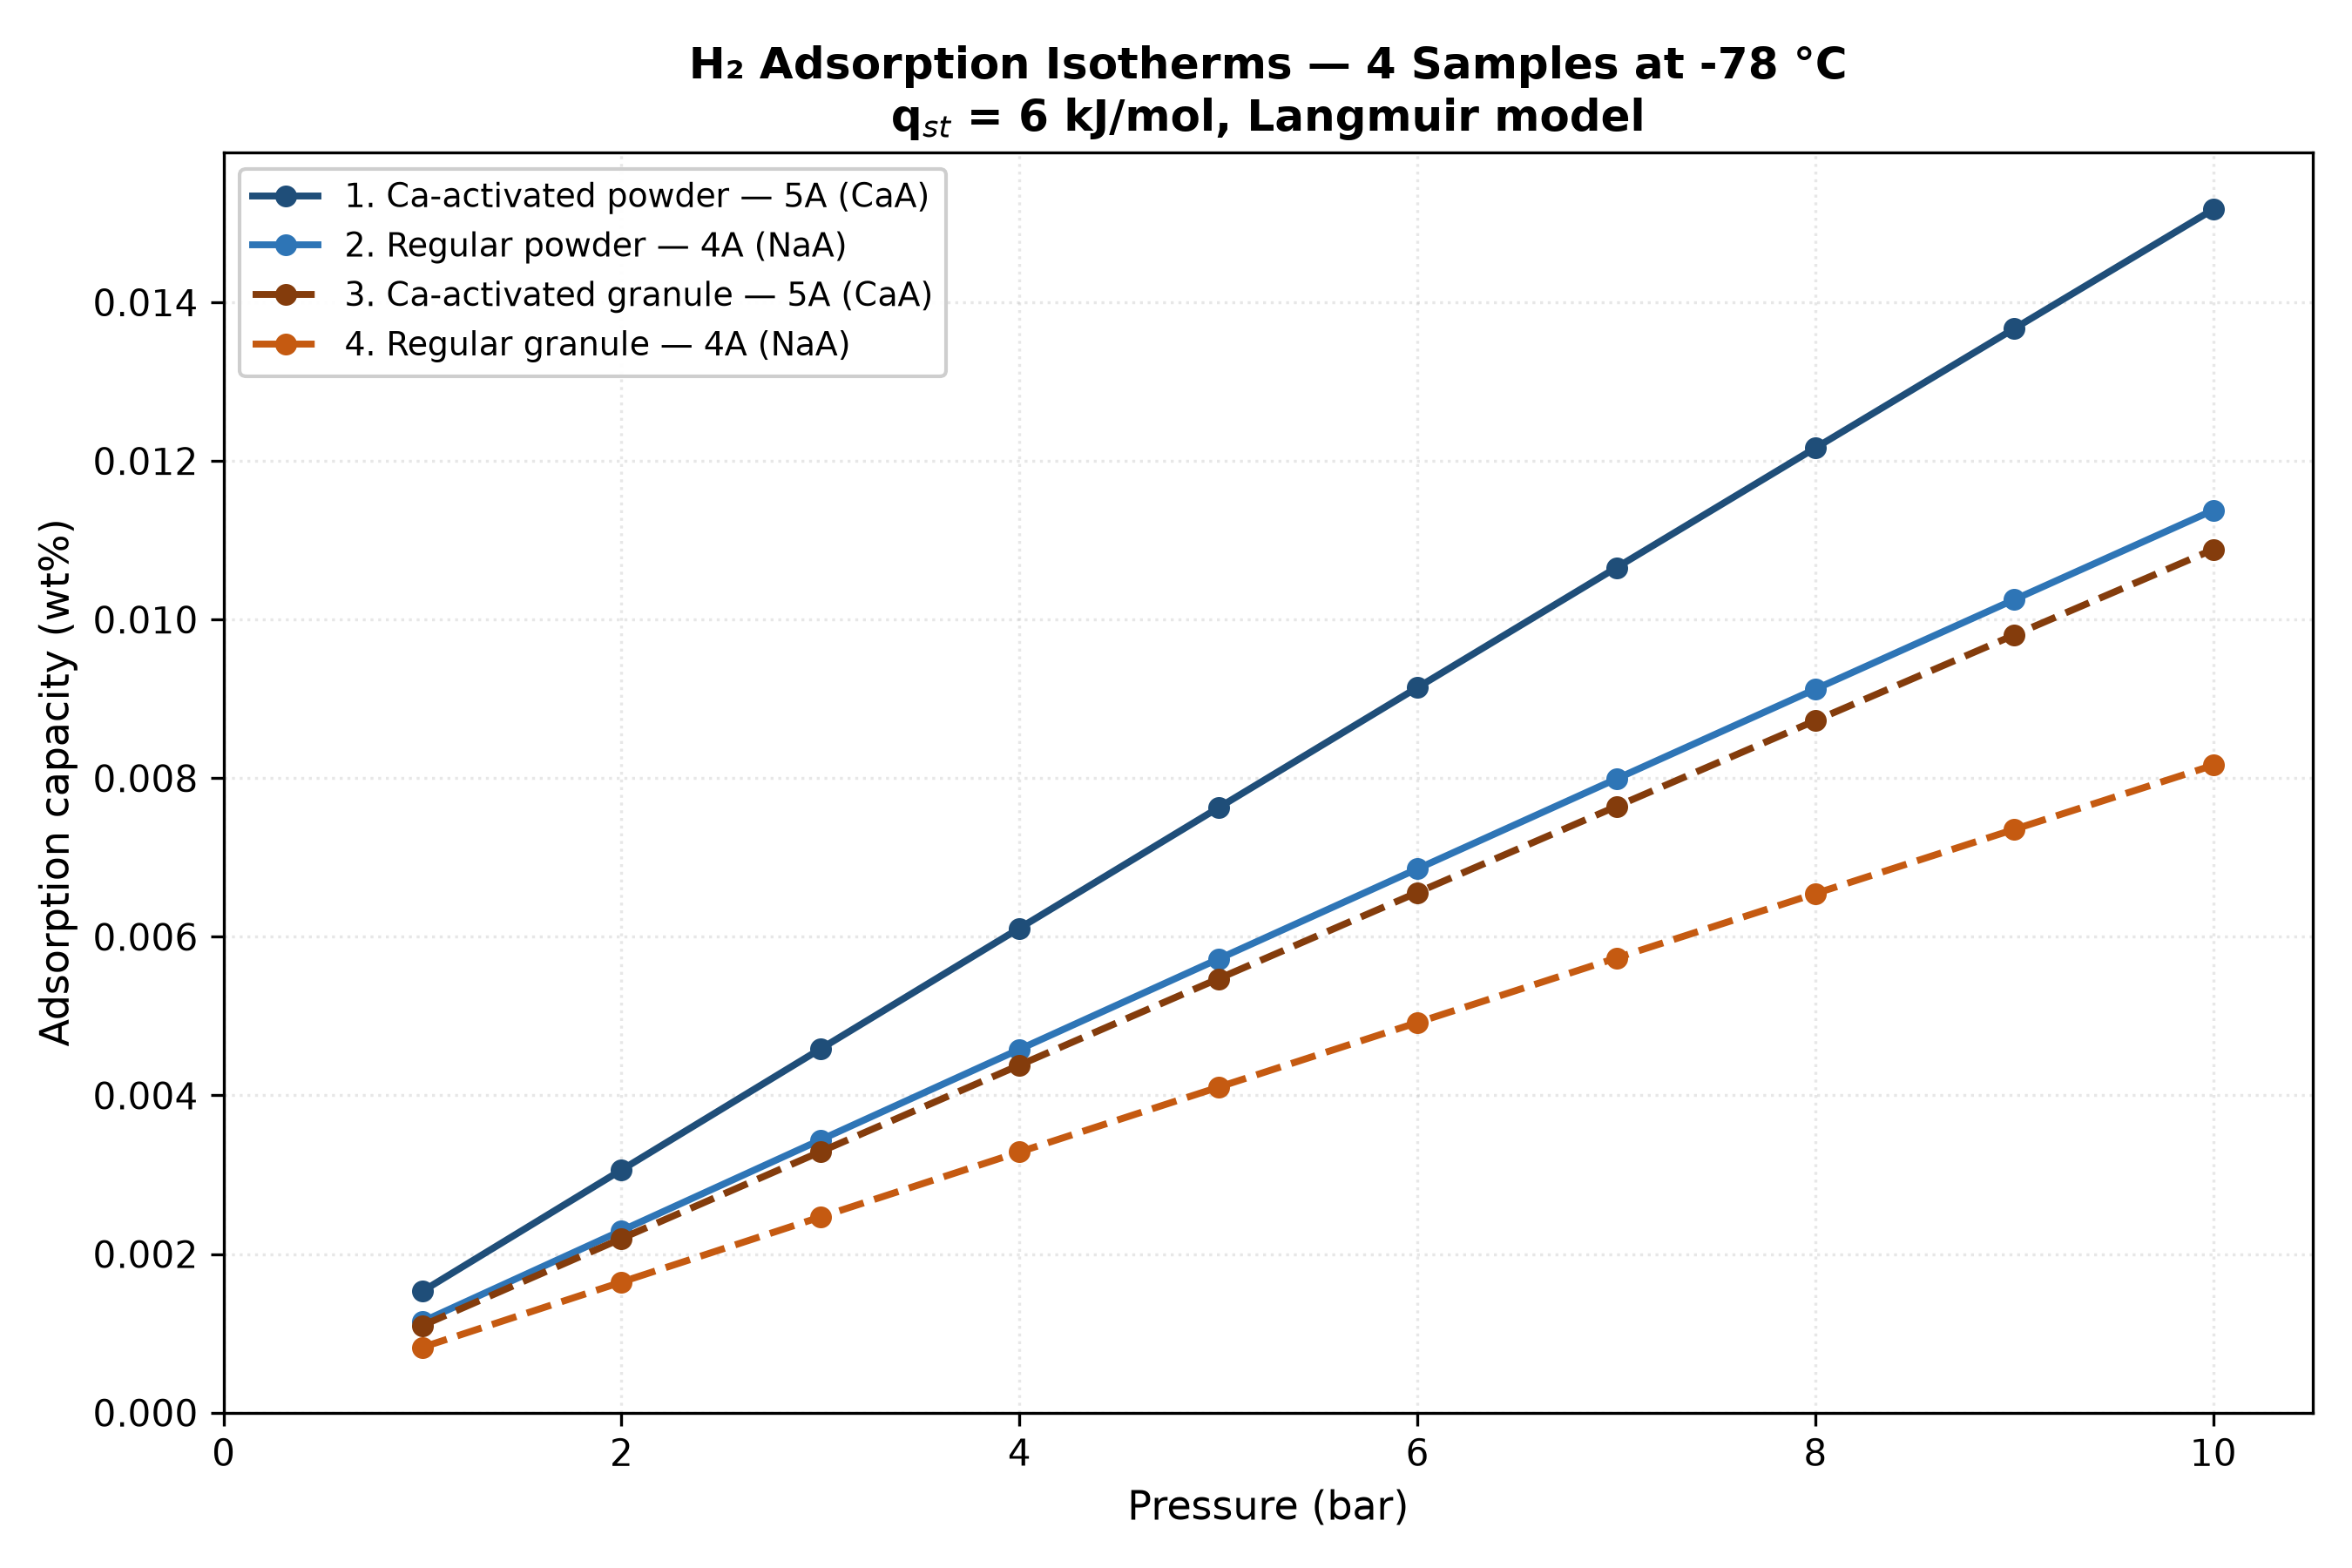 H₂ Adsorption Isotherms — 4 Samples at -78 °C
qst = 6 kJ/mol, Langmuir model
1. Ca-activated powder — 5A (CaA)
2. Regular powder — 4A (NaA)
3. Ca-activated granule — 5A (CaA)
4. Regular granule — 4A (NaA)
Adsorption capacity (wt%)
0.014
0.012
0.010
0.008
0.006
0.004
0.002
0.000
0 2 4 6 8 10
Pressure (bar)